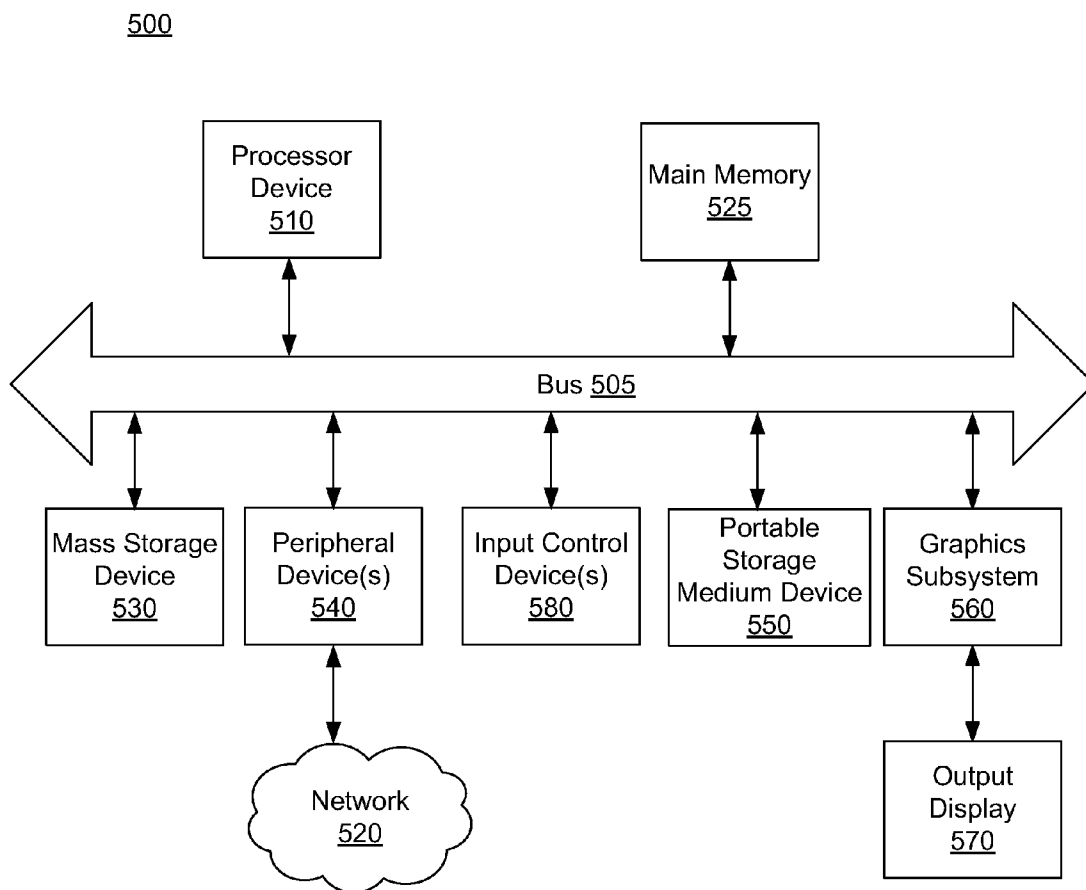 500
Processor
Device
510
Main Memory
525
Bus 505
Mass Storage
Device
530
Peripheral
Device(s)
540
Input Control
Device(s)
580
Portable
Storage
Medium Device
550
Graphics
Subsystem
560
Network
520
Output
Display
570